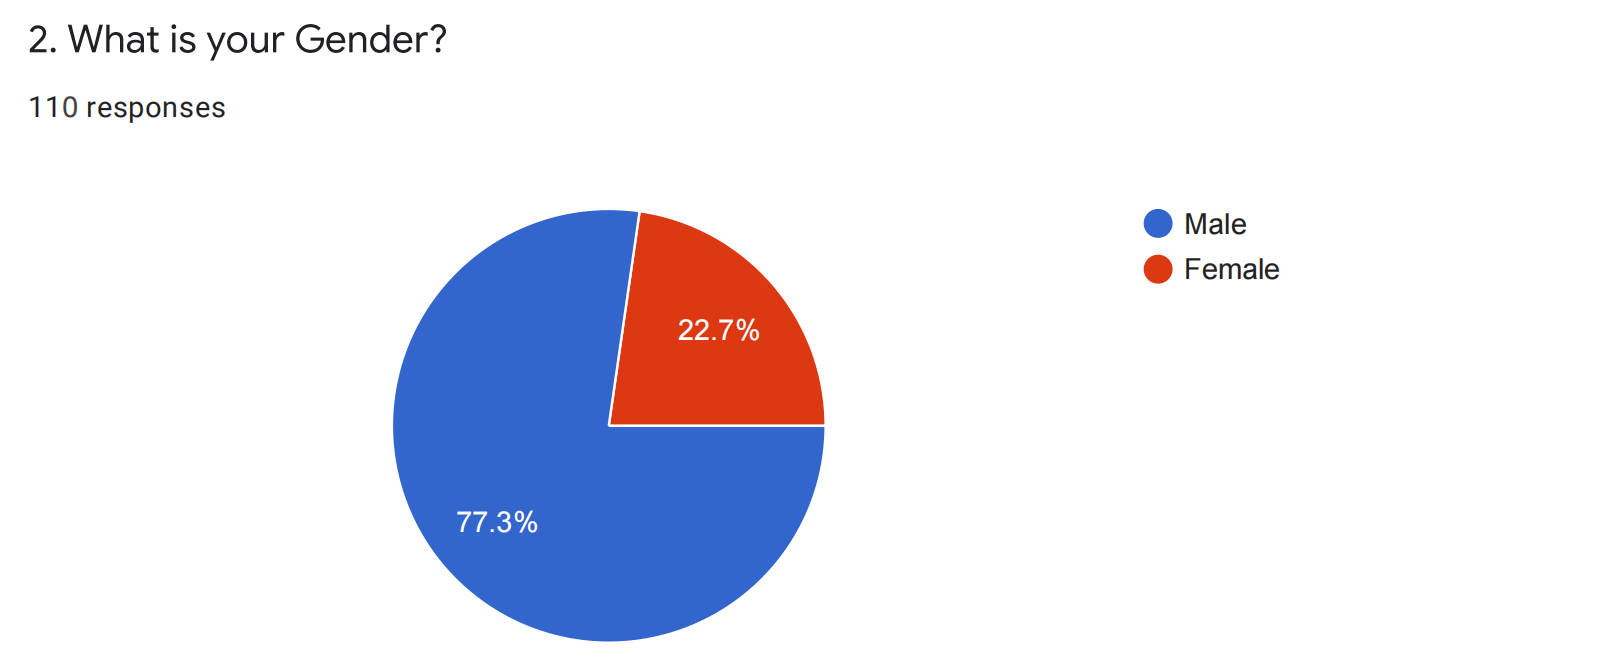 2. What is your Gender?
110 responses
Male
Female
22.7%
77.3%